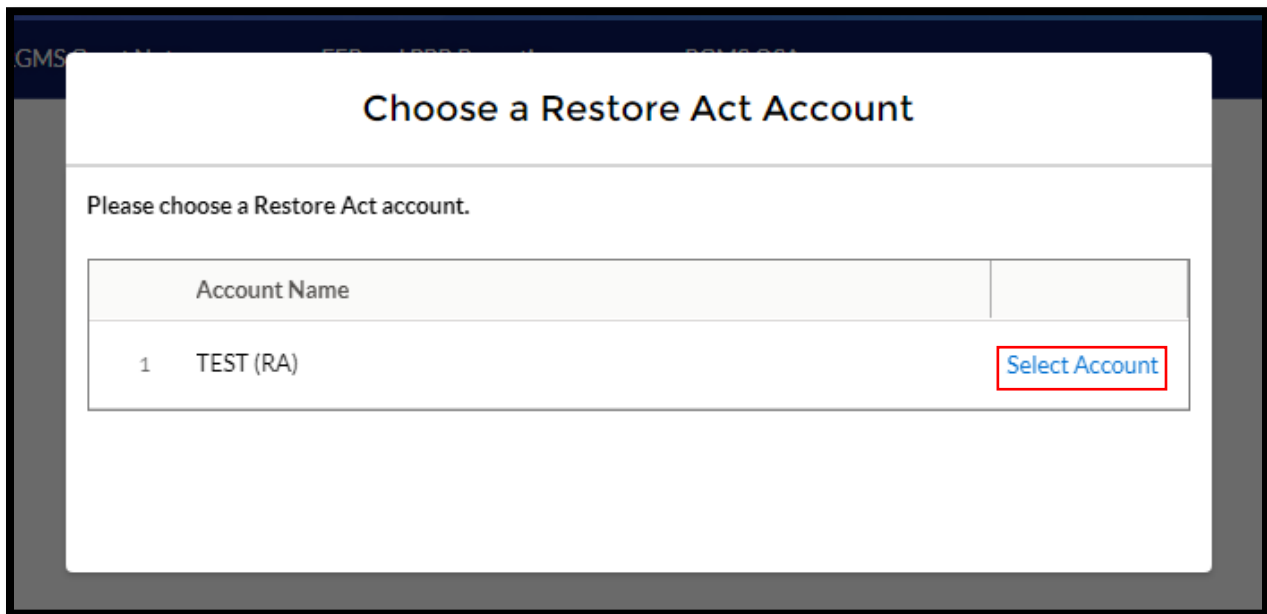 Choose a Restore Act Account
Please choose a Restore Act account.
Account Name
1 TEST (RA) Select Account